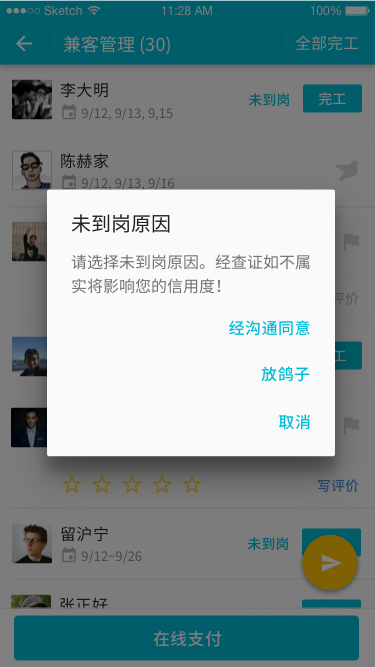 Sketch 11:28 AM 100%
兼客管理 (30) 全部完工
李大明
未到岗 完工
9/12, 9/13, 9,15
陈赫家
9/12, 9/13, 9/16
未到岗原因
请选择未到岗原因。经查证如不属
实将影响您的信用度！
评价
经沟通同意
工
放鸽子
取消
写评价
留沪宁
未到岗
9/12~9/26
张正好
在线支付